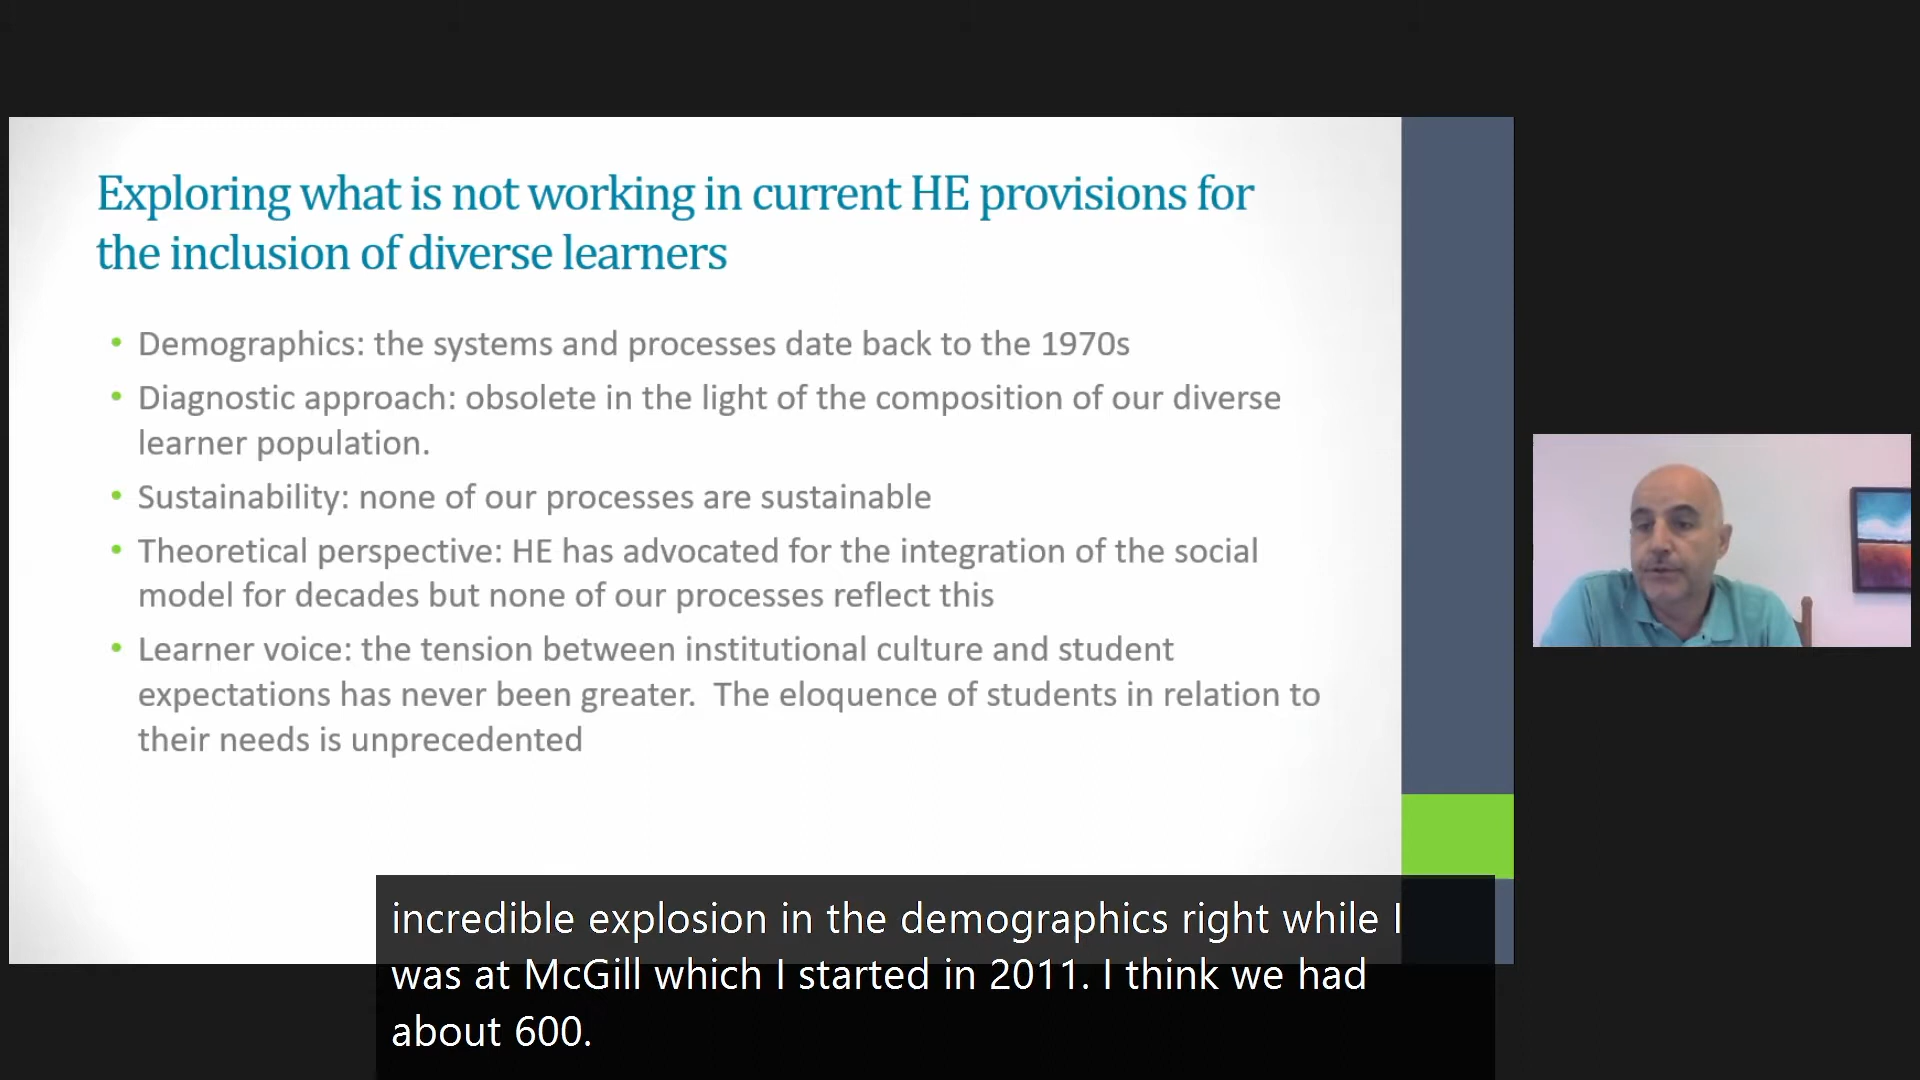 Exploring what is not working in current HE provisions for
the inclusion of diverse learners
• Demographics: the systems and processes date back to the 1970s
• Diagnostic approach: obsolete in the light of the composition of our diverse
learner population.
• Sustainability: none of our processes are sustainable
• Theoretical perspective: HE has advocated for the integration of the social
model for decades but none of our processes reflect this
• Learner voice: the tension between institutional culture and student
expectations has never been greater.  The eloquence of students in relation to
their needs is unprecedented
incredible explosion in the demographics right while I
was at McGill which I started in 2011. I think we had
about 600.